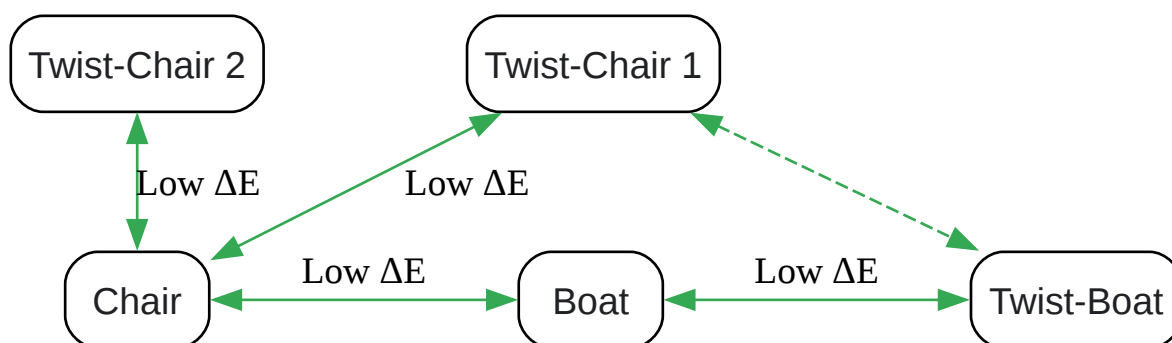 Twist-Chair 2
Twist-Chair 1
Low ΔE
Low ΔE
Low ΔE
Low ΔE
Chair
Boat
Twist-Boat